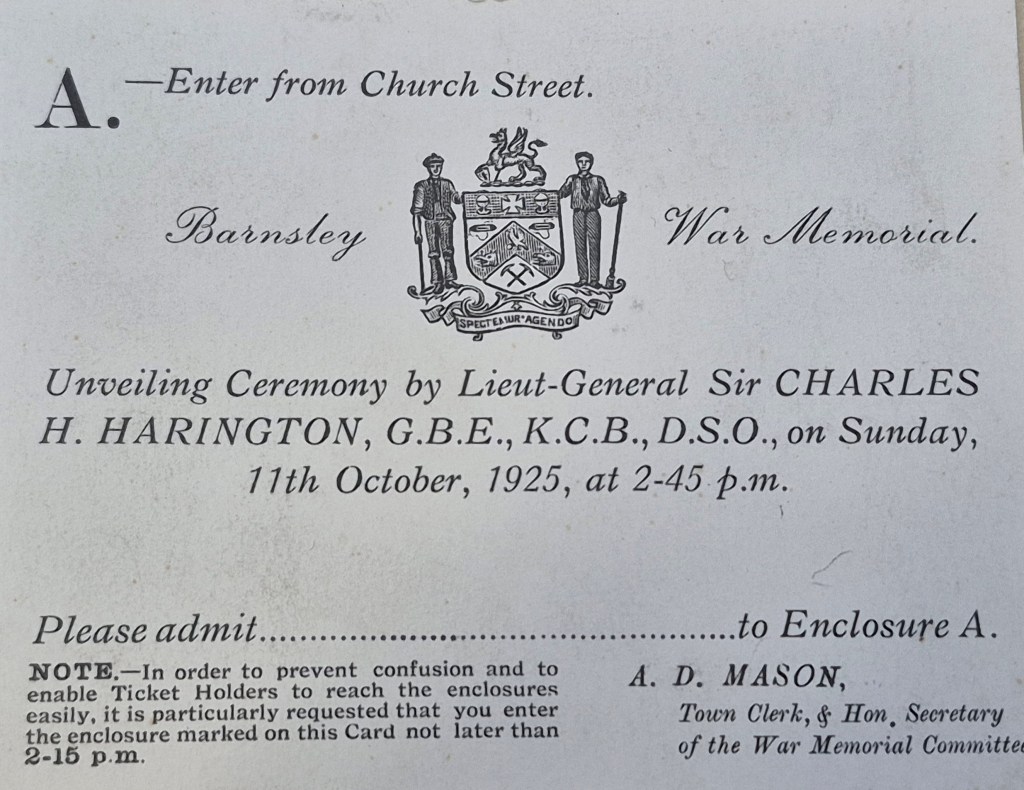 A.—Enter from Church Street.
Barnsley War Memorial.
SPECTEMUR AGENDO
Unveiling Ceremony by Lieut-General Sir CHARLES
H. HARINGTON, G.B.E., K.C.B., D.S.O., on Sunday,
11th October, 1925, at 2-45 p.m.
Please admit..............................................to Enclosure A.
NOTE.—In order to prevent confusion and to
enable Ticket Holders to reach the enclosures
easily, it is particularly requested that you enter
the enclosure marked on this Card not later than
2-15 p.m.
A. D. MASON,
Town Clerk, & Hon. Secretary
of the War Memorial Committee